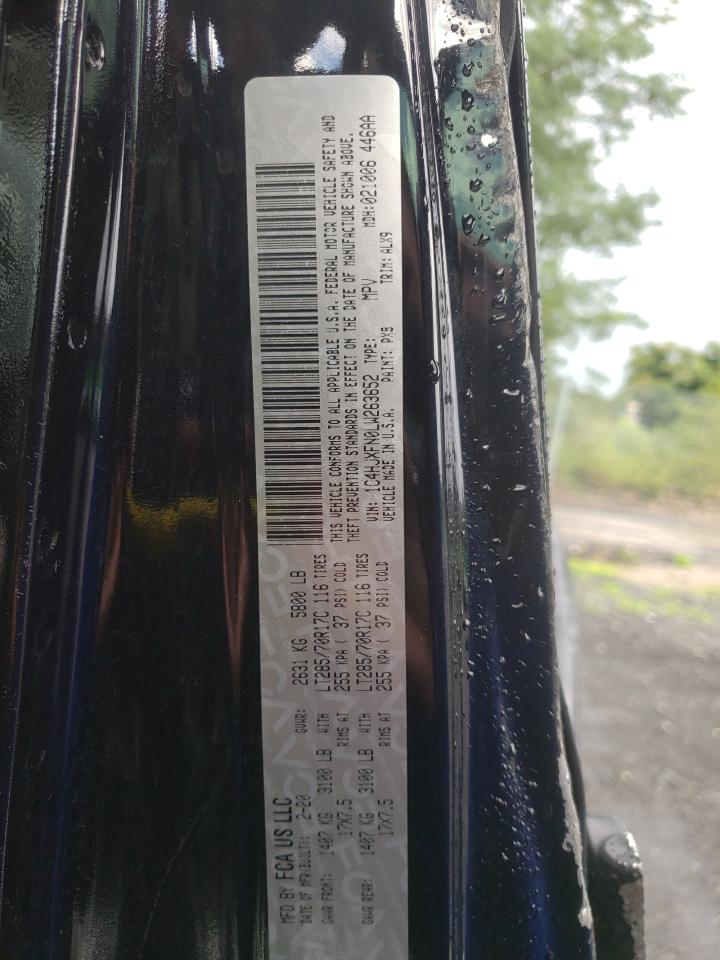 MFD BY FCA US LLC
DATE OF MFR(BUILT): 2-20 GVWR: 2631 KG 5800 LB
GAWR FRONT: 1407 KG 3100 LB WITH LT285/70R17C 116 TIRES
17X7.5 RIMS AT 255 KPA ( 37 PSI) COLD
GAWR REAR: 1407 KG 3100 LB WITH LT285/70R17C 116 TIRES
17X7.5 RIMS AT 255 KPA ( 37 PSI) COLD
THIS VEHICLE CONFORMS TO ALL APPLICABLE U.S.A. FEDERAL MOTOR VEHICLE SAFETY AND
THEFT PREVENTION STANDARDS IN EFFECT ON THE DATE OF MANUFACTURE SHOWN ABOVE.
VIN: 1C4HJXFN0LW263652 TYPE: MPV MDH:021006 446AA
VEHICLE MADE IN U.S.A. PAINT: PX9 TRIM: ALX9